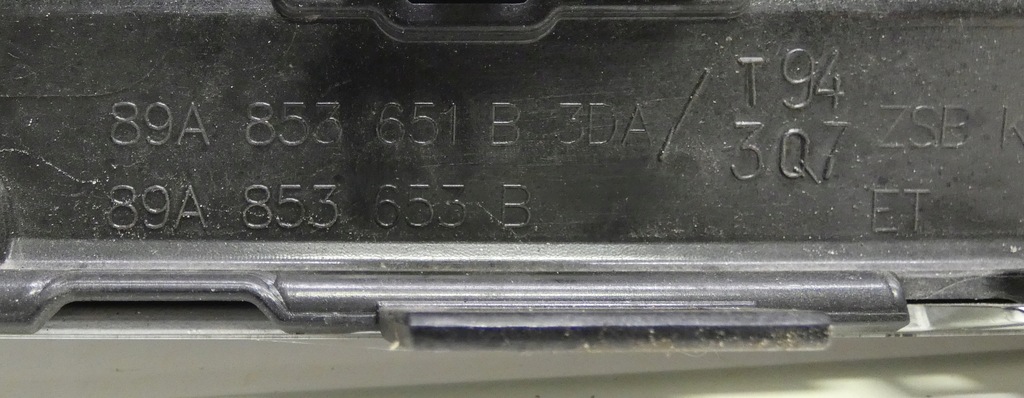 89A 853 651 B 3DA / T94 3Q7 ZSB
89A 853 653 B ET